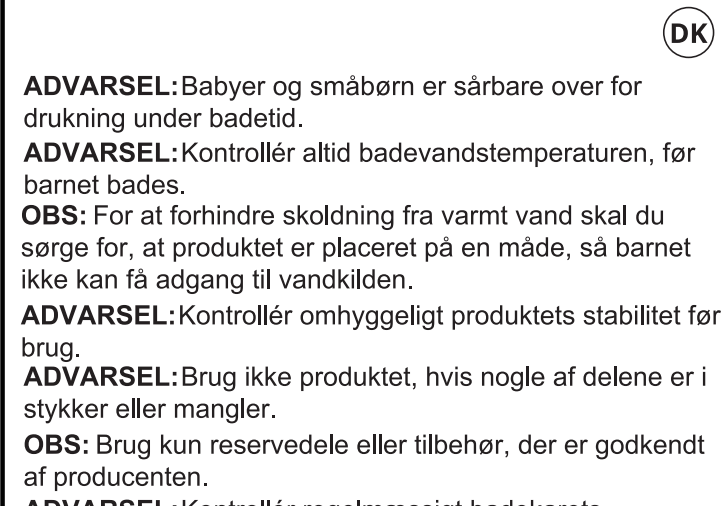 DK
ADVARSEL:Babyer og småbørn er sårbare over for
drukning under badetid.
ADVARSEL:Kontrollér altid badevandstemperaturen, før
barnet bades.
OBS: For at forhindre skoldning fra varmt vand skal du
sørge for, at produktet er placeret på en måde, så barnet
ikke kan få adgang til vandkilden.
ADVARSEL:Kontrollér omhyggeligt produktets stabilitet før
brug.
ADVARSEL:Brug ikke produktet, hvis nogle af delene er i
stykker eller mangler.
OBS: Brug kun reservedele eller tilbehør, der er godkendt
af producenten.
ADVARSEL:Kontrollér regelmæssigt badekarets